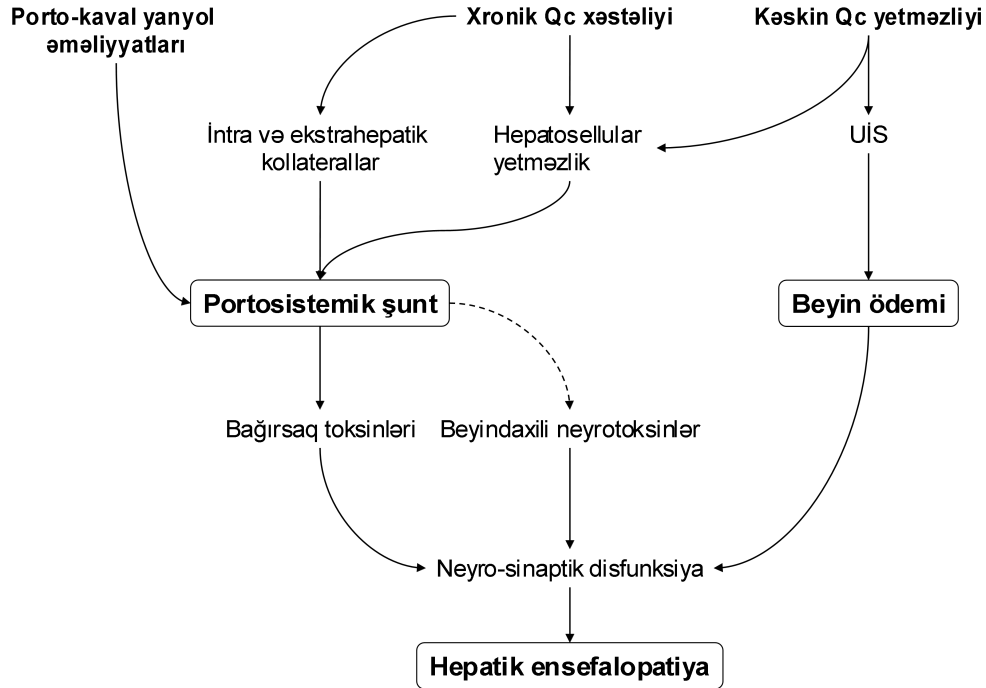 Porto-kaval yanyol
əməliyyatları
Xronik Qc xəstəliyi
Kəskin Qc yetməzliyi
İntra və ekstrahepatik
kollaterallar
Hepatosellular
yetməzlik
UİS
Portosistemik şunt
Beyin ödemi
Bağırsaq toksinləri
Beyindaxili neyrotoksinlər
Neyro-sinaptik disfunksiya
Hepatik ensefalopatiya